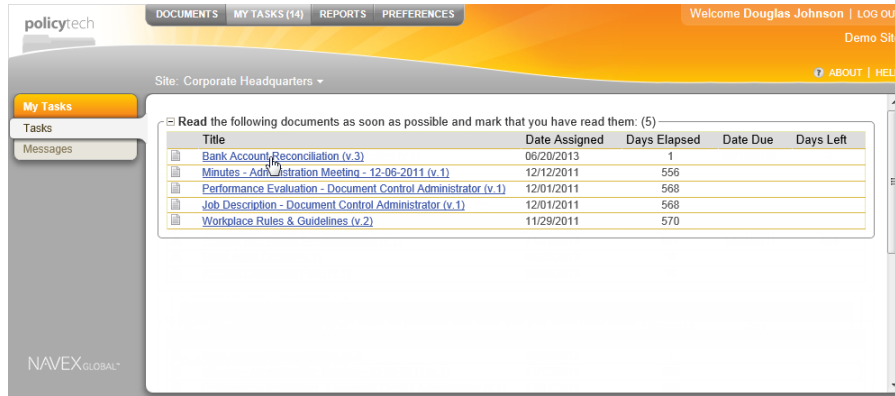 policytech
DOCUMENTS MY TASKS (14) REPORTS PREFERENCES
Welcome Douglas Johnson | LOG OU
Demo Sit
ABOUT | HEL
Site: Corporate Headquarters
My Tasks
Tasks
Messages
Read the following documents as soon as possible and mark that you have read them: (5)
Title Date Assigned Days Elapsed Date Due Days Left
Bank Account Reconciliation (v.3) 06/20/2013 1
Minutes - Administration Meeting - 12-06-2011 (v.1) 12/12/2011 556
Performance Evaluation - Document Control Administrator (v.1) 12/01/2011 568
Job Description - Document Control Administrator (v.1) 12/01/2011 568
Workplace Rules & Guidelines (v.2) 11/29/2011 570
NAVEX GLOBAL™